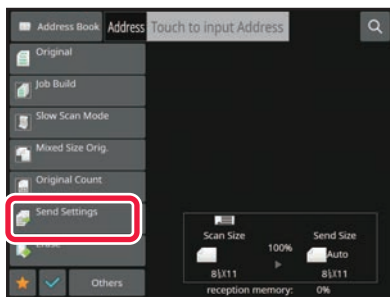 Address Book Address Touch to input Address
Original
Job Build
Slow Scan Mode
Mixed Size Orig.
Original Count
Send Settings
Erase
Others
Scan Size
100%
Send Size
Auto
8½X11
8½X11
reception memory: 0%